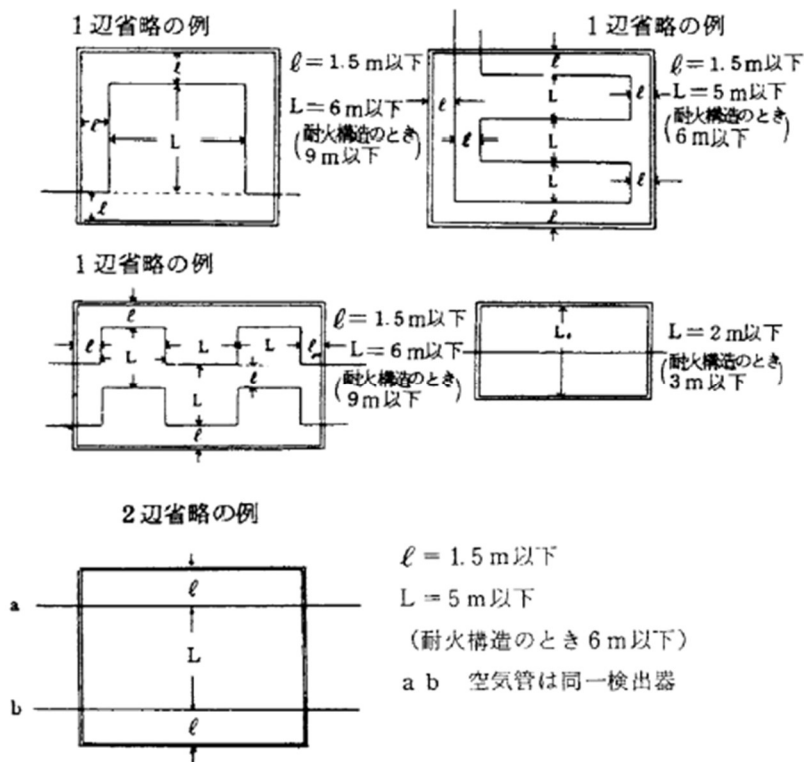 1辺省略の例
ℓ
ℓ
L
ℓ
ℓ=1.5m以下
L=6m以下
(耐火構造のとき
9m以下)
1辺省略の例
ℓ
ℓ
L
ℓ
ℓ
L
L
ℓ
ℓ
ℓ=1.5m以下
L=5m以下
(耐火構造のとき
6m以下)
1辺省略の例
ℓ
ℓ
L
L
L
ℓ
ℓ
L
ℓ
ℓ=1.5m以下
L=6m以下
(耐火構造のとき
9m以下)
L
L=2m以下
(耐火構造のとき
3m以下)
2辺省略の例
a
ℓ
L
b
ℓ
ℓ=1.5m以下
L=5m以下
(耐火構造のとき6m以下)
a b 空気管は同一検出器